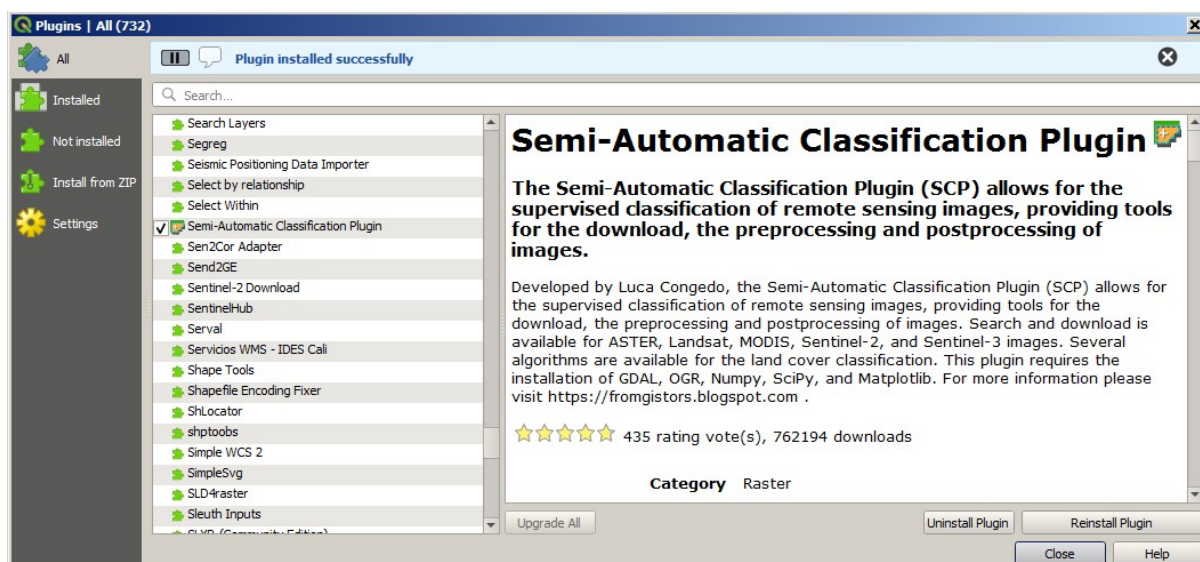 Plugins | All (732)
All
Installed
Not installed
Install from ZIP
Settings
Plugin installed successfully
Search...
Search Layers
Segreg
Seismic Positioning Data Importer
Select by relationship
Select Within
Semi-Automatic Classification Plugin
Sen2Cor Adapter
Send2GE
Sentinel-2 Download
SentinelHub
Serval
Servicios WMS - IDES Cali
Shape Tools
Shapefile Encoding Fixer
ShLocator
shptoobs
Simple WCS 2
SimpleSvg
SLD4raster
Sleuth Inputs
SLYR (Community Edition)
Semi-Automatic Classification Plugin
The Semi-Automatic Classification Plugin (SCP) allows for the
supervised classification of remote sensing images, providing tools
for the download, the preprocessing and postprocessing of
images.
Developed by Luca Congedo, the Semi-Automatic Classification Plugin (SCP) allows for
the supervised classification of remote sensing images, providing tools for the
download, the preprocessing and postprocessing of images. Search and download is
available for ASTER, Landsat, MODIS, Sentinel-2, and Sentinel-3 images. Several
algorithms are available for the land cover classification. This plugin requires the
installation of GDAL, OGR, Numpy, SciPy, and Matplotlib. For more information please
visit https://fromgistors.blogspot.com .
435 rating vote(s), 762194 downloads
Category Raster
Upgrade All
Uninstall Plugin
Reinstall Plugin
Close
Help